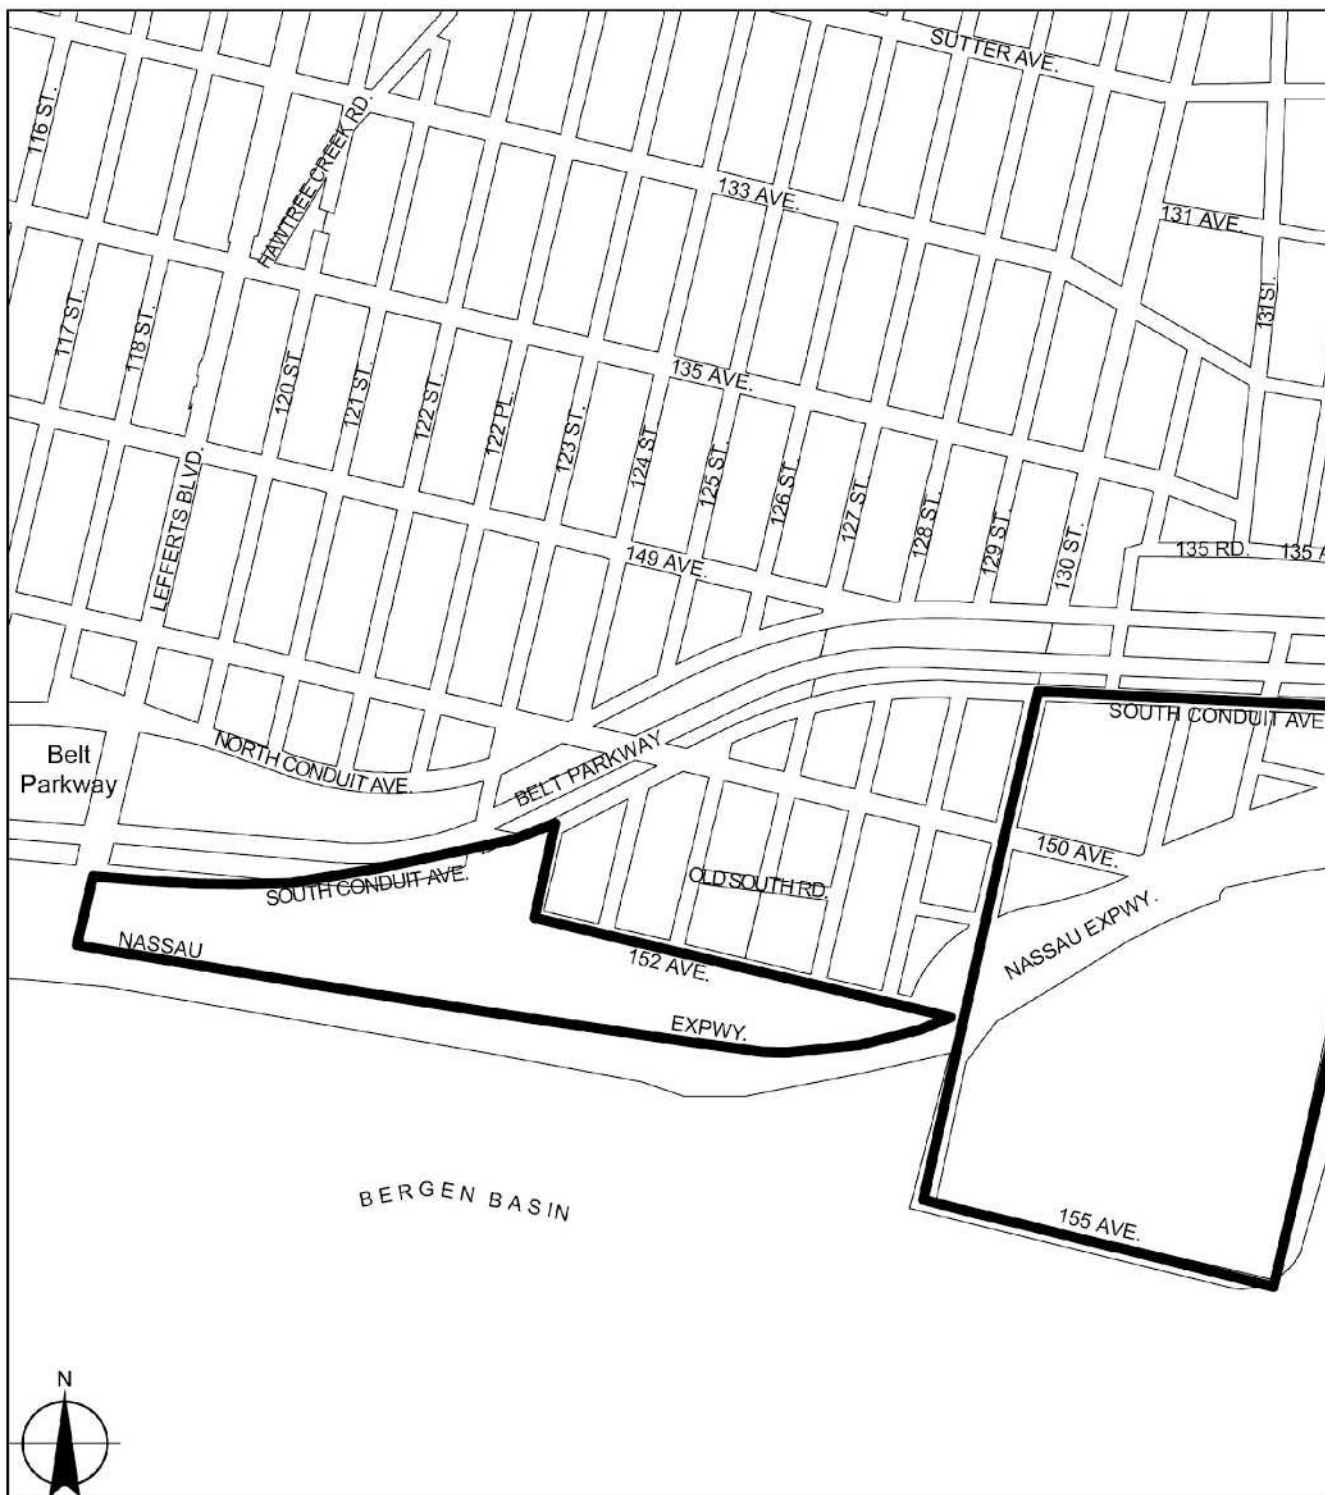 SUTTER AVE.
116 ST.
HAWTREE CREEK RD.
133 AVE.
131 AVE.
117 ST.
118 ST.
131 ST.
120 ST.
121 ST.
122 ST.
122 PL.
123 ST.
135 AVE.
124 ST.
125 ST.
126 ST.
127 ST.
128 ST.
129 ST.
130 ST.
LEFFERTS BLVD.
149 AVE.
135 RD.
135 A
Belt
Parkway
NORTH CONDUIT AVE.
BELT PARKWAY
SOUTH CONDUIT AVE
150 AVE.
SOUTH CONDUIT AVE.
OLD SOUTH RD.
NASSAU
152 AVE.
NASSAU EXPWY.
EXPWY.
BERGEN BASIN
155 AVE.
N